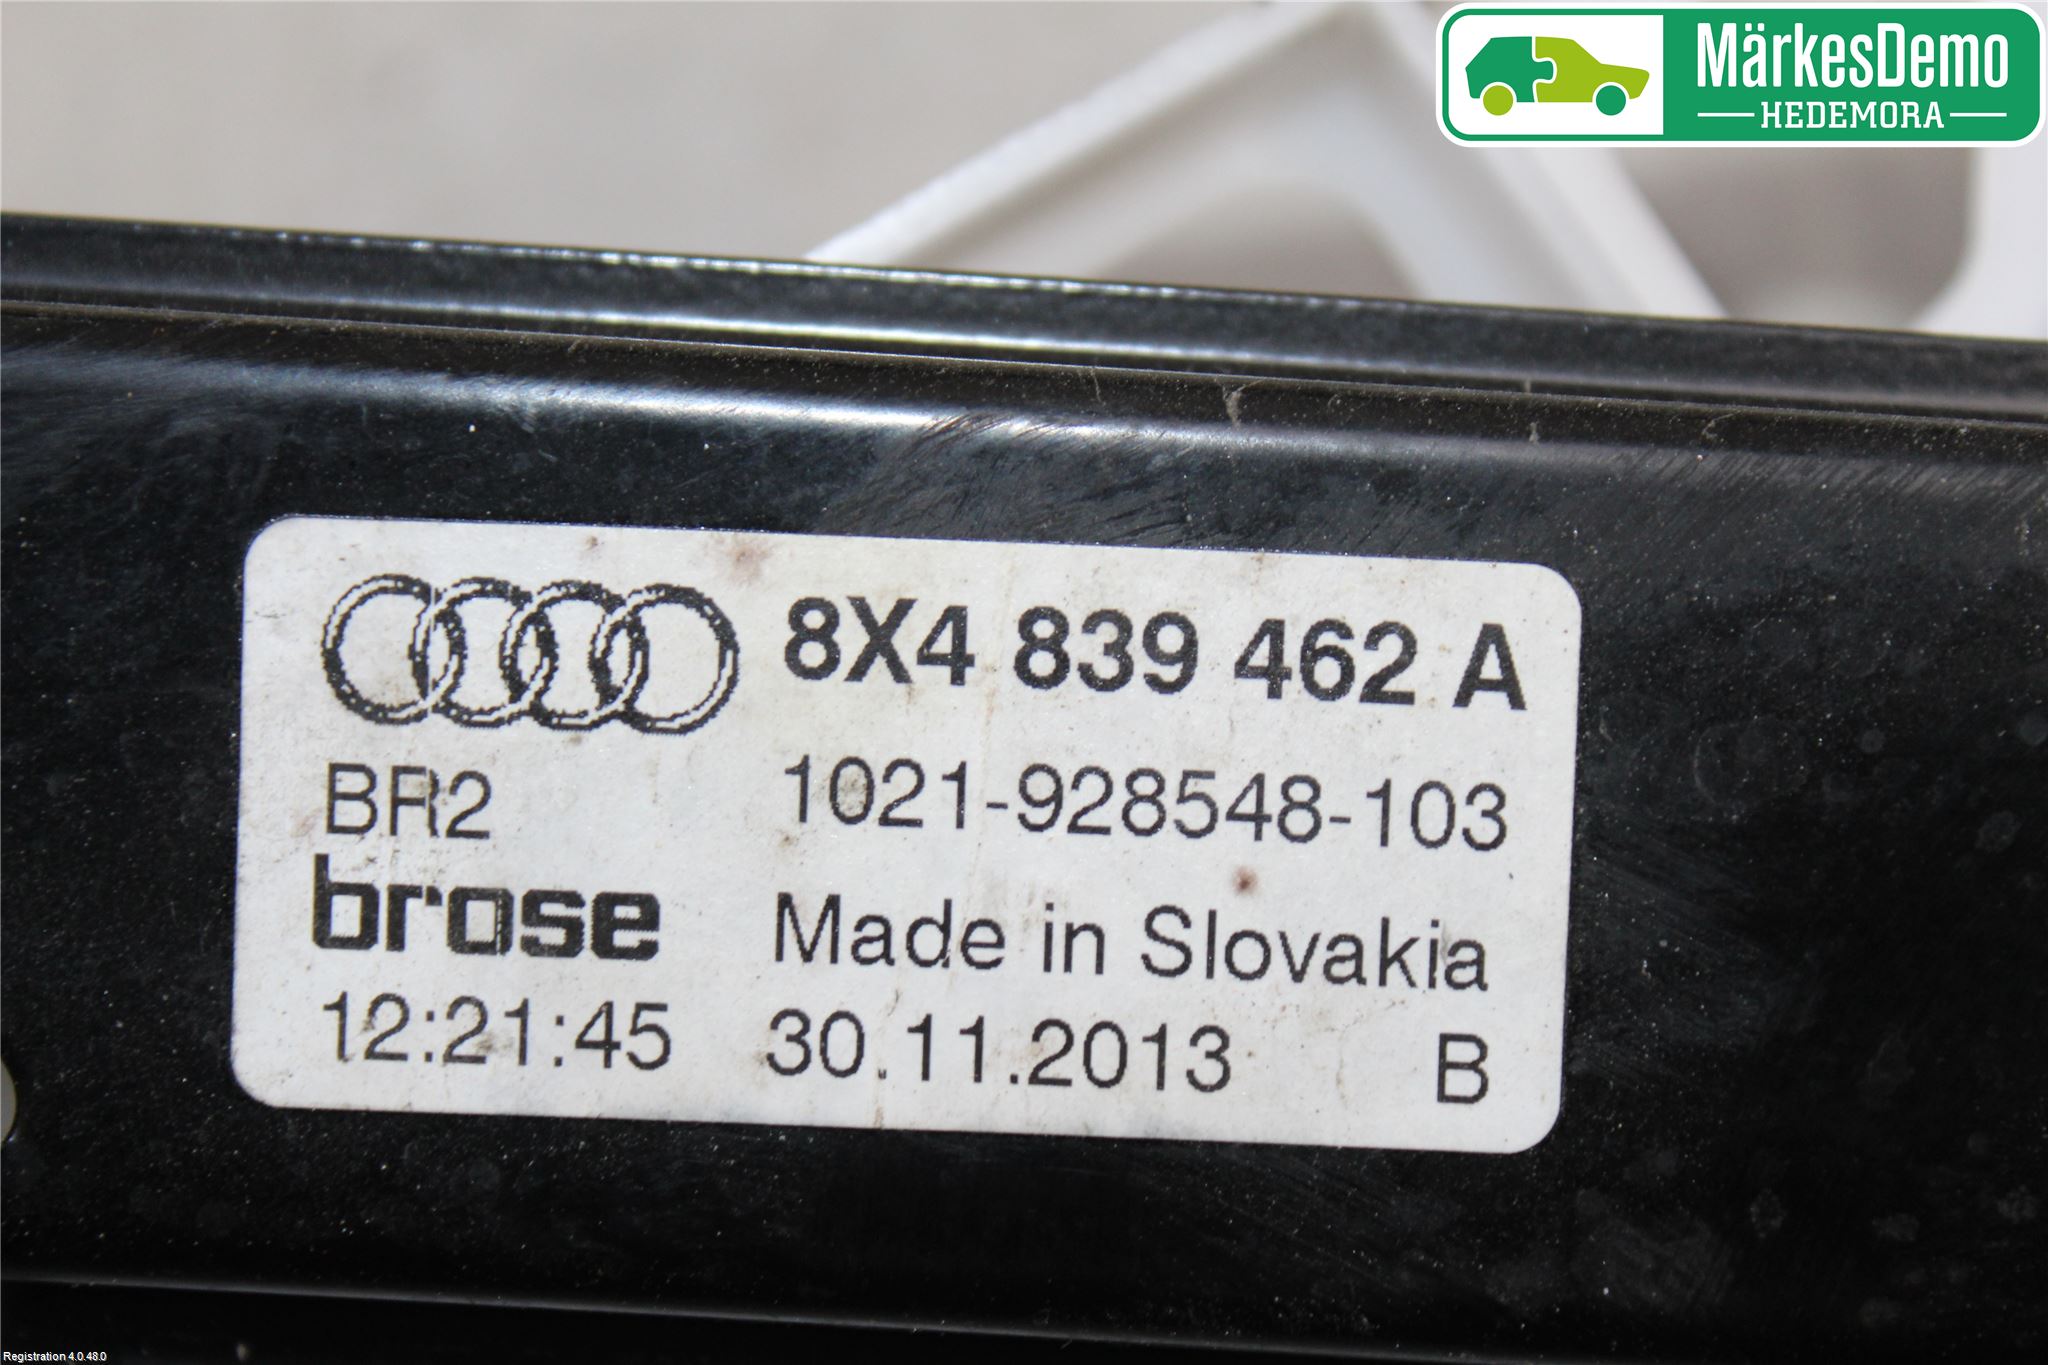 MärkesDemo
HEDEMORA
8X4 839 462 A
BR2 1021-928548-103
brose Made in Slovakia
12:21:45 30.11.2013 B
Registration 4.0.48.0